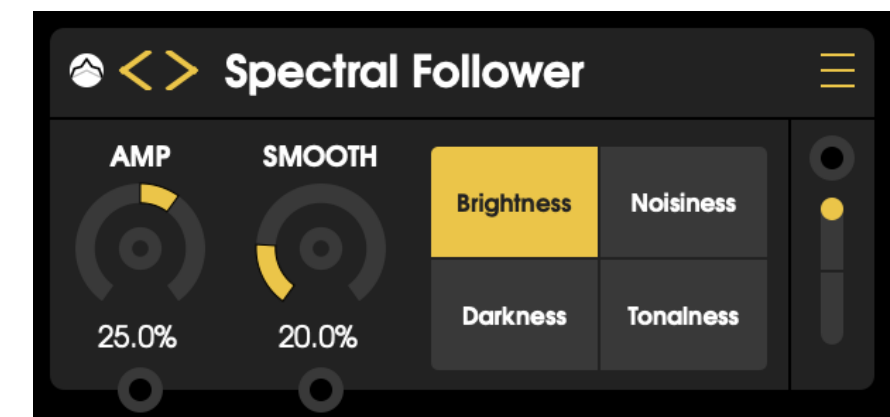 Spectral Follower
AMP
SMOOTH
25.0%
20.0%
Brightness
Noisiness
Darkness
Tonalness